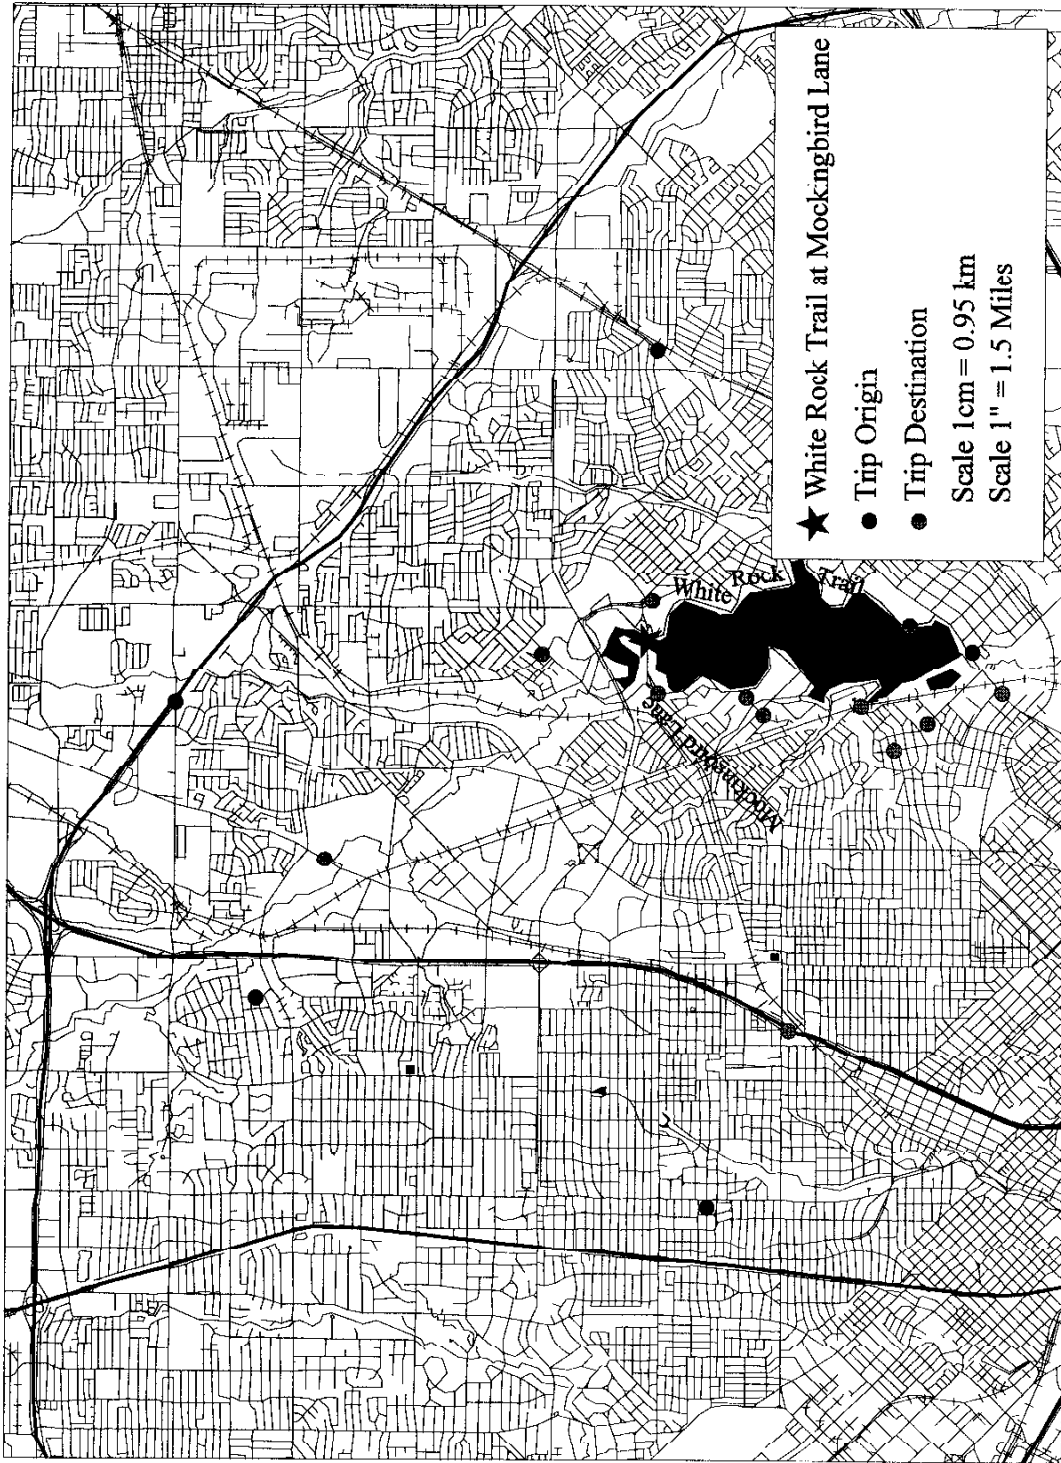 White Rock Trail at Mockingbird Lane
Trip Origin
Trip Destination
Scale 1cm = 0.95 km
Scale 1" = 1.5 Miles
White Rock Trail
Mockingbird Lane